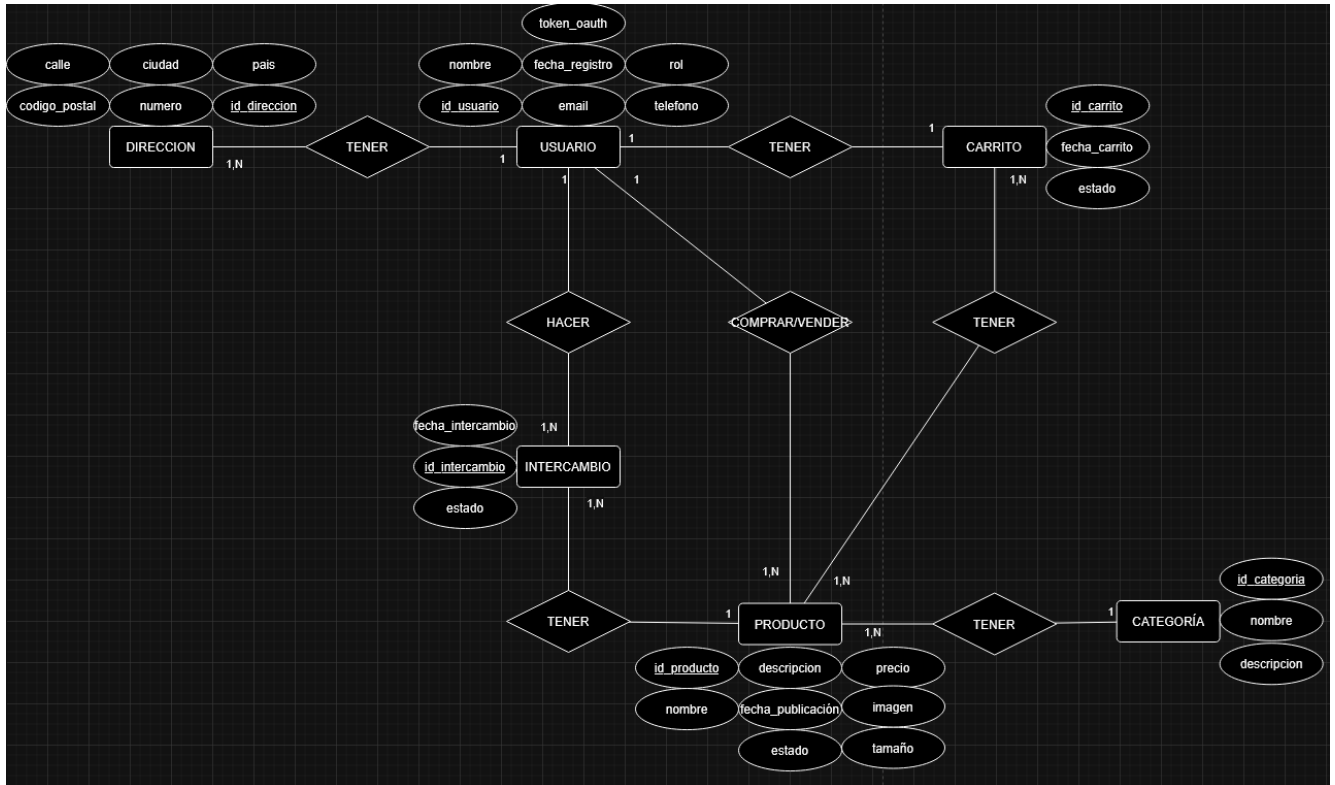 token_oauth
calle
ciudad
pais
nombre
fecha_registro
rol
codigo_postal
numero
id_direccion
id_usuario
email
telefono
id_carrito
DIRECCION
TENER
USUARIO
TENER
CARRITO
fecha_carrito
1,N
1
1
1
1
1
1,N
estado
HACER
COMPRAR/VENDER
TENER
fecha_intercambio
1,N
id_intercambio
INTERCAMBIO
estado
1,N
1,N
1,N
id_categoria
TENER
1
PRODUCTO
1,N
TENER
1
CATEGORÍA
nombre
id_producto
descripcion
precio
descripcion
nombre
fecha_publicación
imagen
estado
tamaño